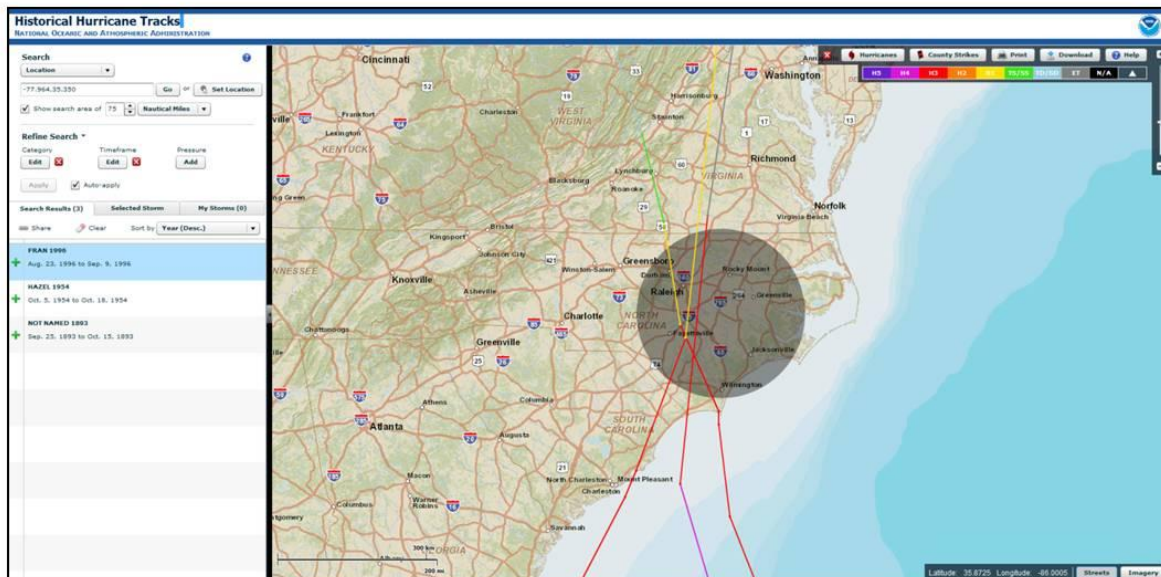 Historical Hurricane Tracks
NATIONAL OCEANIC AND ATMOSPHERIC ADMINISTRATION
Search
Location
-77.964,35.350
Go or Set Location
Show search area of 75 Nautical Miles
Refine Search
Category Timeframe Pressure
Edit Edit Add
Apply Auto-apply
Search Results (3) Selected Storm My Storms (0)
Share Clear Sort by Year (Desc.)
FRAN 1996
Aug. 23, 1996 to Sep. 9, 1996
HAZEL 1954
Oct. 5, 1954 to Oct. 18, 1954
NOT NAMED 1893
Sep. 25, 1893 to Oct. 15, 1893
Hurricanes County Strikes Print Download Help
H5 H4 H3 H2 TS/SS ET N/A
Cincinnati
Washington
Harrisonburg
Charleston
WEST VIRGINIA
Staunton
Frankfort
Lexington
KENTUCKY
Richmond
Lynchburg
VIRGINIA
Blacksburg
Roanoke
Norfolk
Virginia Beach
Kingsport
Bristol
Johnson City
Greensboro
Winston-Salem
Durham
Rocky Mount
Knoxville
Raleigh
Greenville
Asheville
NORTH CAROLINA
Charlotte
Chattanooga
Fayetteville
Greenville
Jacksonville
Wilmington
Columbia
Athens
SOUTH CAROLINA
Atlanta
Augusta
Macon
North Charleston
Mount Pleasant
Charleston
Columbus
Warner Robins
Savannah
GEORGIA
Albany
300 km
200 mi
Latitude: 35.8725 Longitude: -86.0005 Streets Imagery